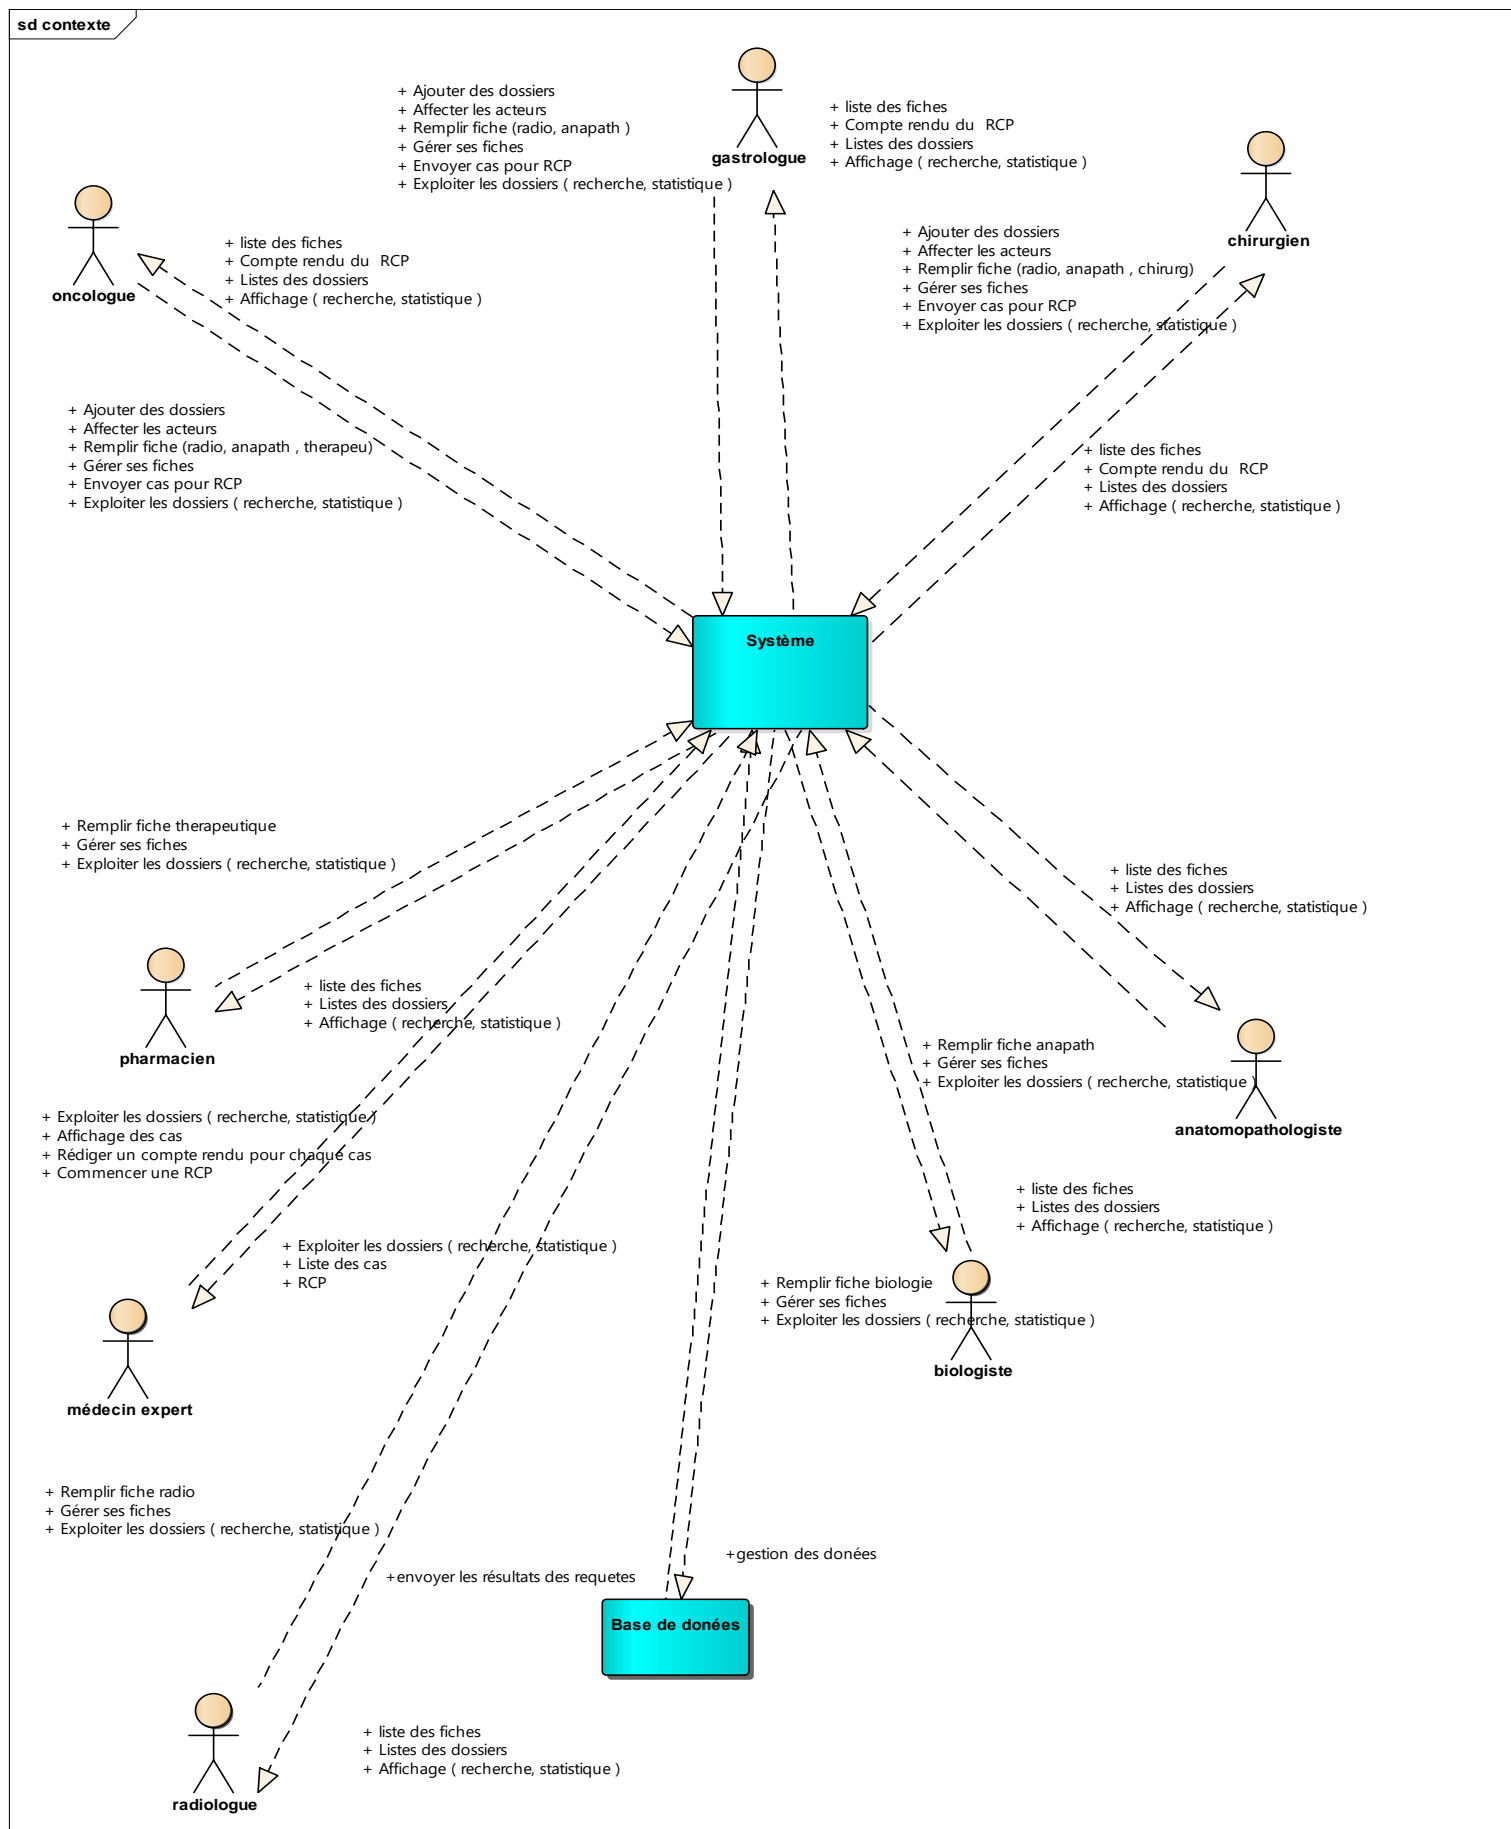 sd contexte
+ Ajouter des dossiers
+ Affecter les acteurs
+ Remplir fiche (radio, anapath )
+ Gérer ses fiches
+ Envoyer cas pour RCP
+ Exploiter les dossiers ( recherche, statistique )
gastrologue
+ liste des fiches
+ Compte rendu du  RCP
+ Listes des dossiers
+ Affichage ( recherche, statistique )
chirurgien
+ Ajouter des dossiers
+ Affecter les acteurs
+ Remplir fiche (radio, anapath , chirurg)
+ Gérer ses fiches
+ Envoyer cas pour RCP
+ Exploiter les dossiers ( recherche, statistique )
oncologue
+ liste des fiches
+ Compte rendu du  RCP
+ Listes des dossiers
+ Affichage ( recherche, statistique )
+ Ajouter des dossiers
+ Affecter les acteurs
+ Remplir fiche (radio, anapath , therapeu)
+ Gérer ses fiches
+ Envoyer cas pour RCP
+ Exploiter les dossiers ( recherche, statistique )
+ liste des fiches
+ Compte rendu du  RCP
+ Listes des dossiers
+ Affichage ( recherche, statistique )
Système
+ Remplir fiche therapeutique
+ Gérer ses fiches
+ Exploiter les dossiers ( recherche, statistique )
+ liste des fiches
+ Listes des dossiers
+ Affichage ( recherche, statistique )
pharmacien
+ liste des fiches
+ Listes des dossiers
+ Affichage ( recherche, statistique )
+ Remplir fiche anapath
+ Gérer ses fiches
+ Exploiter les dossiers ( recherche, statistique )
anatomopathologiste
+ Exploiter les dossiers ( recherche, statistique )
+ Affichage des cas
+ Rédiger un compte rendu pour chaque cas
+ Commencer une RCP
+ liste des fiches
+ Listes des dossiers
+ Affichage ( recherche, statistique )
+ Exploiter les dossiers ( recherche, statistique )
+ Liste des cas
+ RCP
+ Remplir fiche biologie
+ Gérer ses fiches
+ Exploiter les dossiers ( recherche, statistique )
biologiste
médecin expert
+ Remplir fiche radio
+ Gérer ses fiches
+ Exploiter les dossiers ( recherche, statistique )
+gestion des donées
+envoyer les résultats des requetes
Base de donées
+ liste des fiches
+ Listes des dossiers
+ Affichage ( recherche, statistique )
radiologue